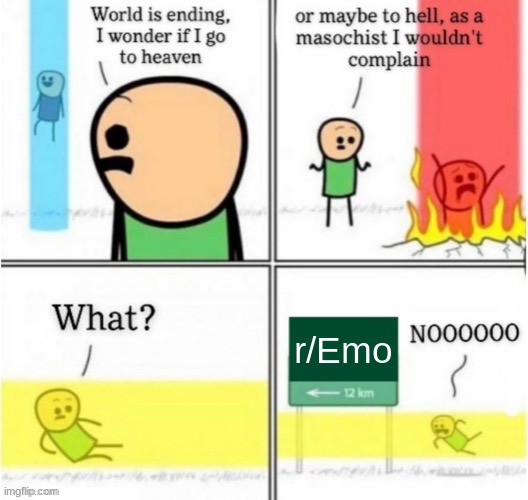 World is ending,
I wonder if I go
to heaven
or maybe to hell, as a
masochist I wouldn't
complain
What?
r/Emo
NOOOOOO
← 12 km
imgflip.com